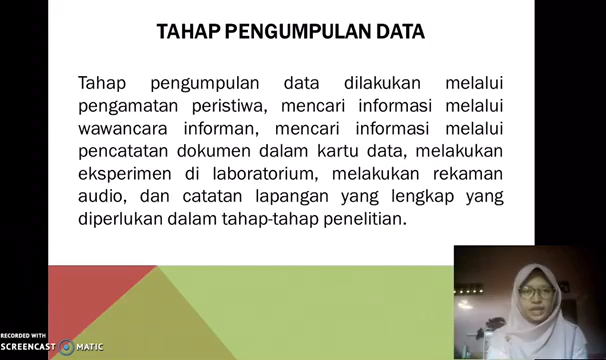 TAHAP PENGUMPULAN DATA
Tahap pengumpulan data dilakukan melalui
pengamatan peristiwa, mencari informasi melalui
wawancara informan, mencari informasi melalui
pencatatan dokumen dalam kartu data, melakukan
eksperimen di laboratorium, melakukan rekaman
audio, dan catatan lapangan yang lengkap yang
diperlukan dalam tahap-tahap penelitian.
RECORDED WITH
SCREENCAST MATIC